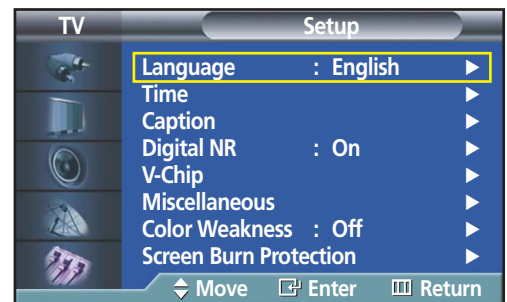 TV Setup
Language : English ▶
Time ▶
Caption ▶
Digital NR : On ▶
V-Chip ▶
Miscellaneous ▶
Color Weakness : Off ▶
Screen Burn Protection ▶
Move Enter Return